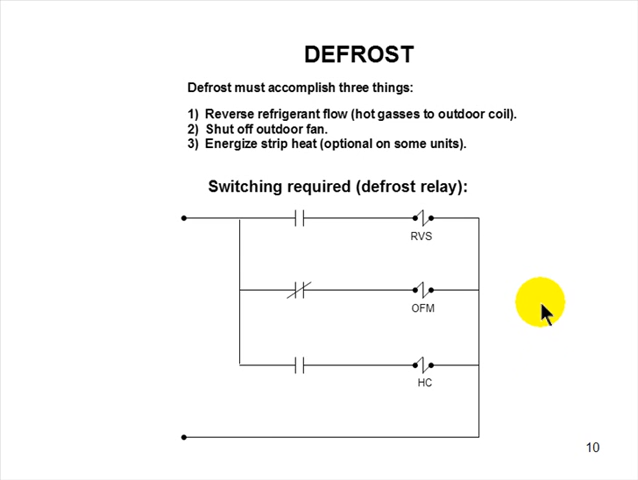 DEFROST
Defrost must accomplish three things:
1) Reverse refrigerant flow (hot gasses to outdoor coil).
2) Shut off outdoor fan.
3) Energize strip heat (optional on some units).
Switching required (defrost relay):
RVS
OFM
HC
10